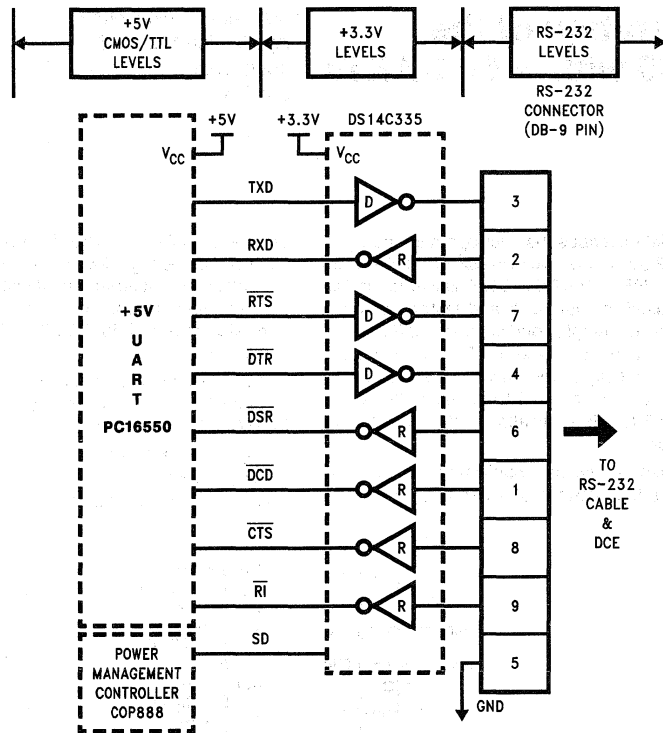 +5V
CMOS/TTL
LEVELS
+3.3V
LEVELS
RS-232
LEVELS
RS-232
CONNECTOR
(DB-9 PIN)
+5V
+3.3V
DS14C335
VCC
VCC
TXD
D
3
RXD
R
2
+5V
UART
PC16550
RTS
D
7
DTR
D
4
DSR
R
6
DCD
R
1
CTS
R
8
RI
R
9
TO
RS-232
CABLE
&
DCE
SD
5
GND
POWER
MANAGEMENT
CONTROLLER
COP888